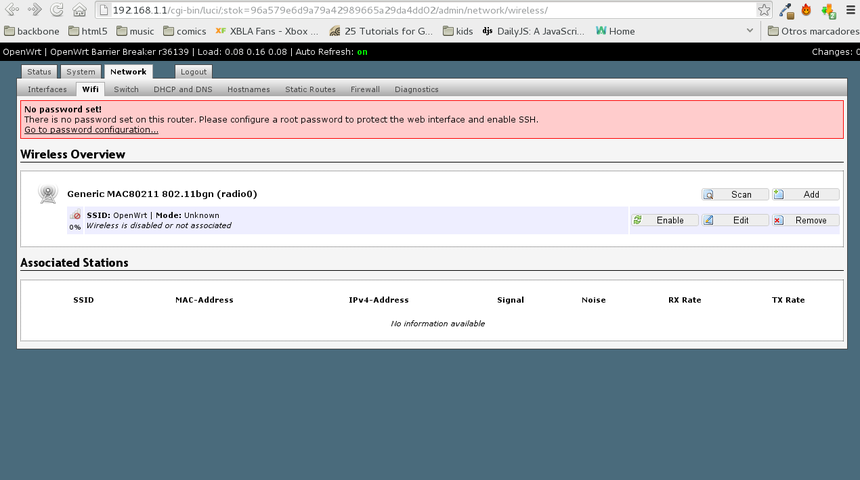 192.168.1.1/cgi-bin/luci/;stok=96a579e6d9a79a42989665a29da4dd02/admin/network/wireless/
backbone html5 music comics XBLA Fans - Xbox ... 25 Tutorials for G... kids djs DailyJS: A JavaScri... Home Otros marcadores
OpenWrt | OpenWrt Barrier Breaker r36139 | Load: 0.08 0.16 0.08 | Auto Refresh: on Changes: 0
Status System Network Logout
Interfaces Wifi Switch DHCP and DNS Hostnames Static Routes Firewall Diagnostics
No password set!
There is no password set on this router. Please configure a root password to protect the web interface and enable SSH.
Go to password configuration...
Wireless Overview
Generic MAC80211 802.11bgn (radio0) Scan Add
SSID: OpenWrt | Mode: Unknown
0% Wireless is disabled or not associated Enable Edit Remove
Associated Stations
SSID MAC-Address IPv4-Address Signal Noise RX Rate TX Rate
No information available